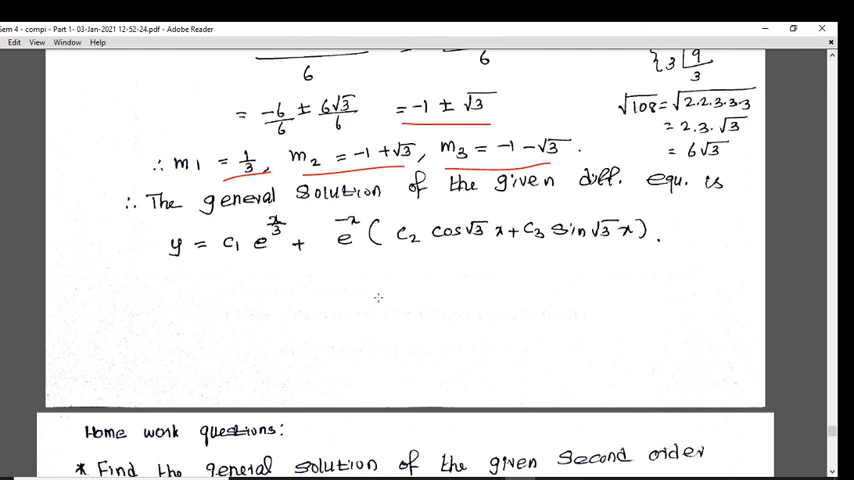 Sem 4 - compi - Part 1- 03-Jan-2021 12-52-24.pdf - Adobe Reader
Edit View Window Help
6
6
{3 | 9
3
= -6/6 ± 6√3/6 = -1 ± √3
√108 = √2.2.3.3.3
= 2.3.√3
= 6√3
∴ m1 = 1/3, m2 = -1 + √3, m3 = -1 - √3.
∴ The general solution of the given diff. equ. is
y = c1 e^(x/3) + e^(-x) ( c2 cos√3 x + c3 sin√3 x ).
Home work questions:
* Find the general solution of the given second order